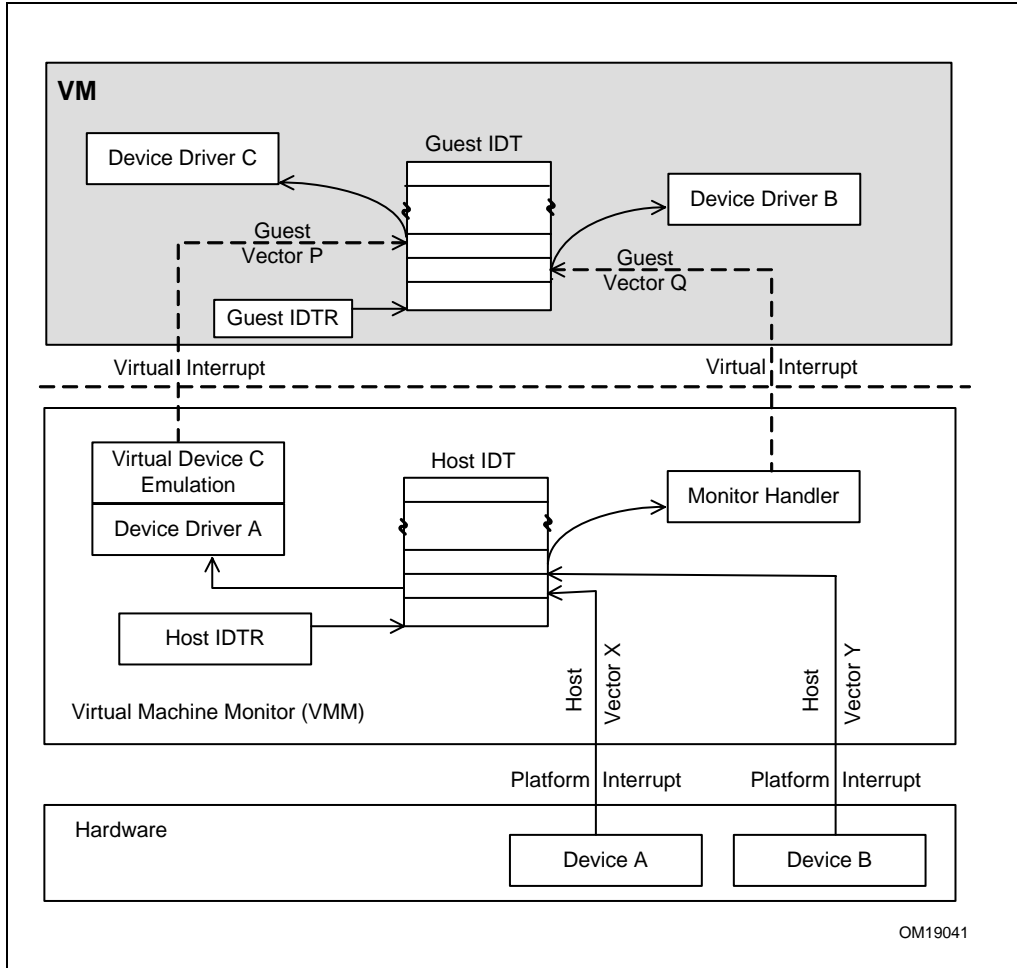 VM
Device Driver C
Guest IDT
Device Driver B
Guest
Vector P
Guest
Vector Q
Guest IDTR
Virtual Interrupt
Virtual Interrupt
Virtual Device C
Emulation
Device Driver A
Host IDT
Monitor Handler
Host IDTR
Host
Vector X
Host
Vector Y
Virtual Machine Monitor (VMM)
Platform Interrupt
Platform Interrupt
Hardware
Device A
Device B
OM19041